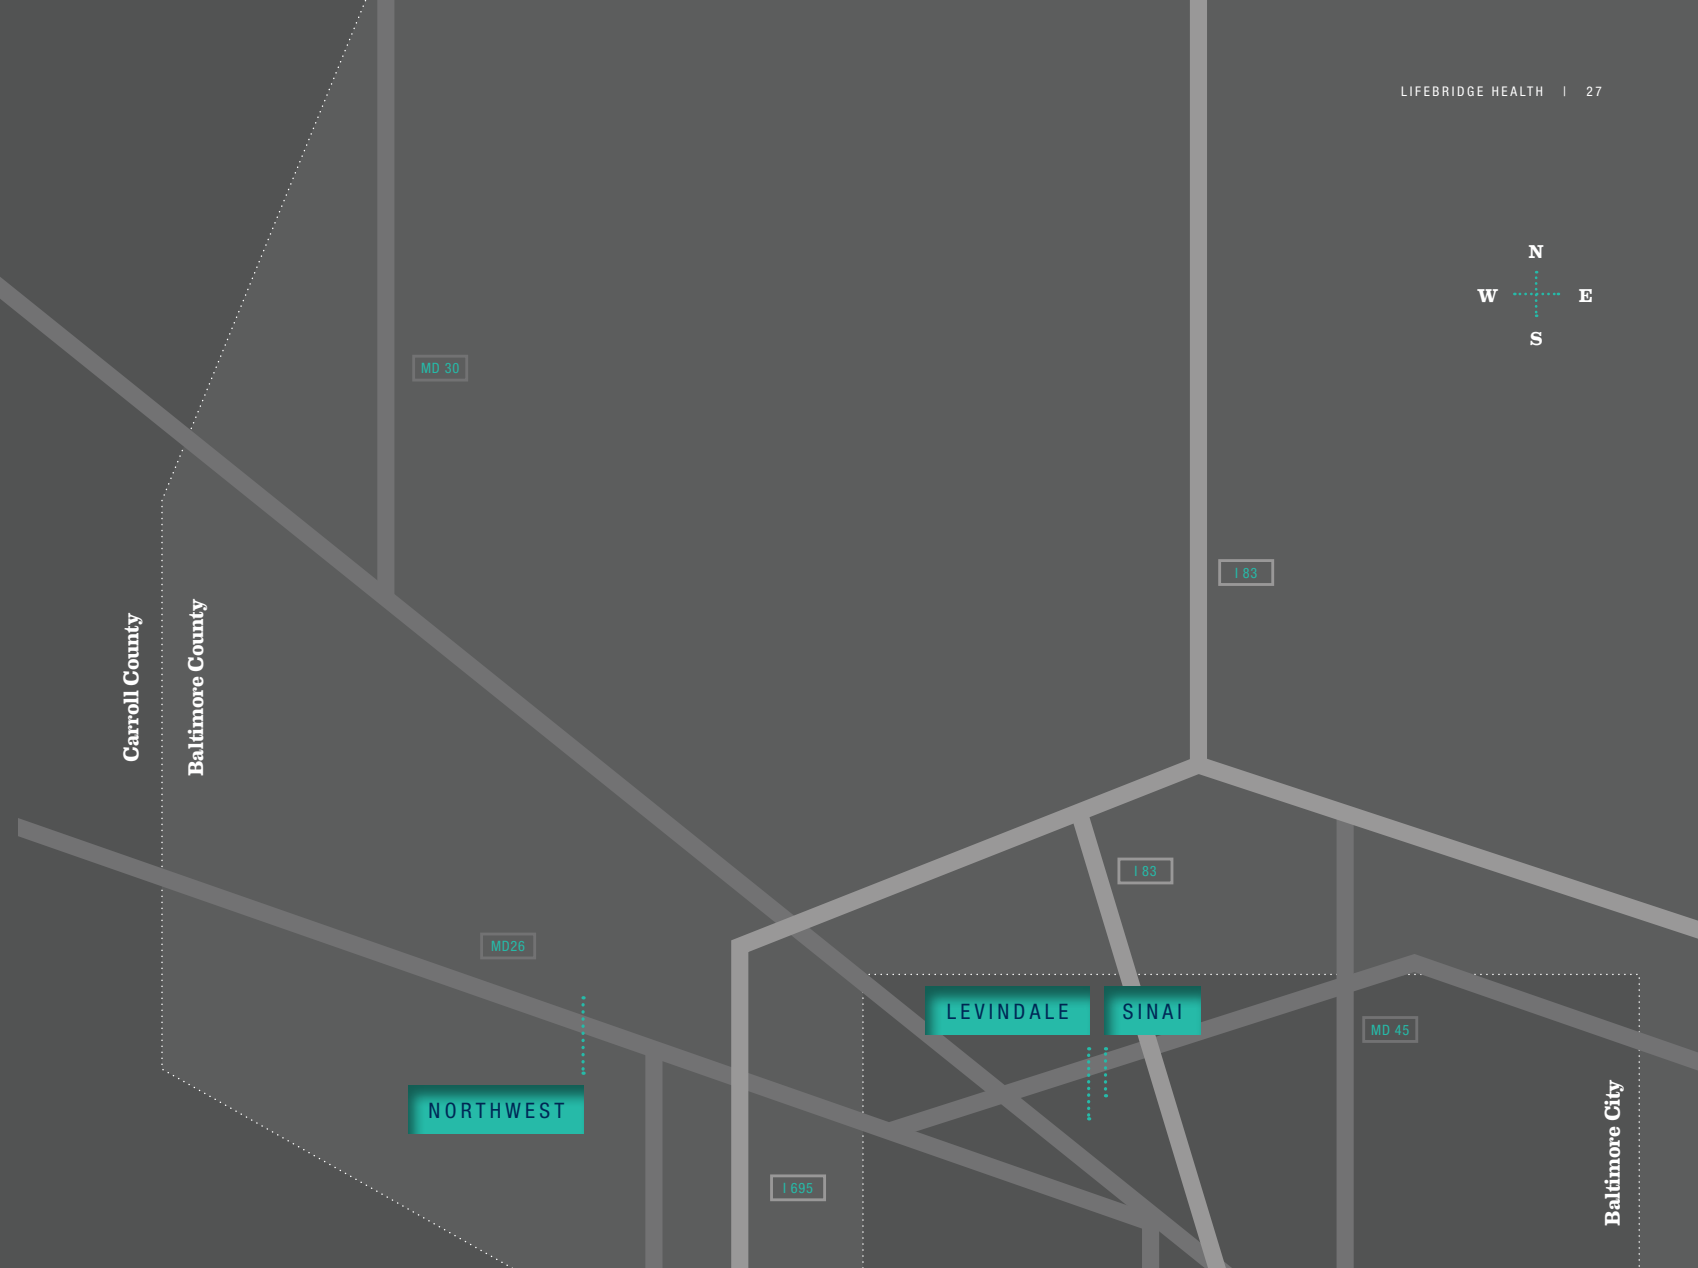 LIFEBRIDGE HEALTH | 27
N
W E
S
MD 30
I 83
Carroll County
Baltimore County
I 83
MD26
LEVINDALE
SINAI
MD 45
NORTHWEST
I 695
Baltimore City